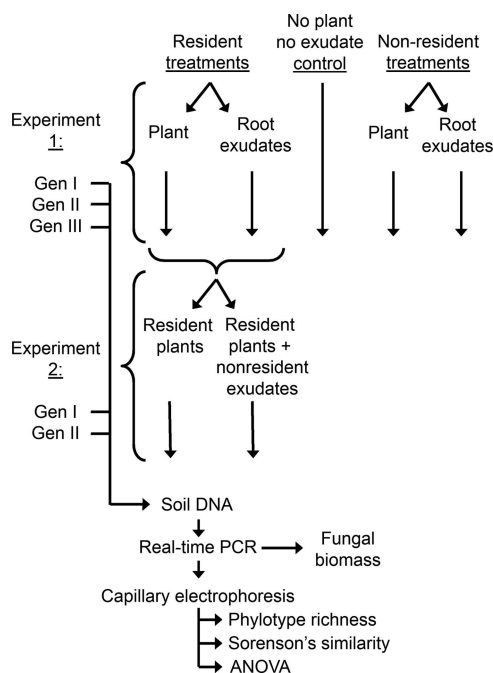 No plant
no exudate
control
Resident
treatments
Non-resident
treatments
Experiment
1:
Plant
Root
exudates
Plant
Root
exudates
Gen I
Gen II
Gen III
Experiment
2:
Resident
plants
Resident
plants +
nonresident
exudates
Gen I
Gen II
Soil DNA
Real-time PCR
Fungal
biomass
Capillary electrophoresis
Phylotype richness
Sorenson's similarity
ANOVA